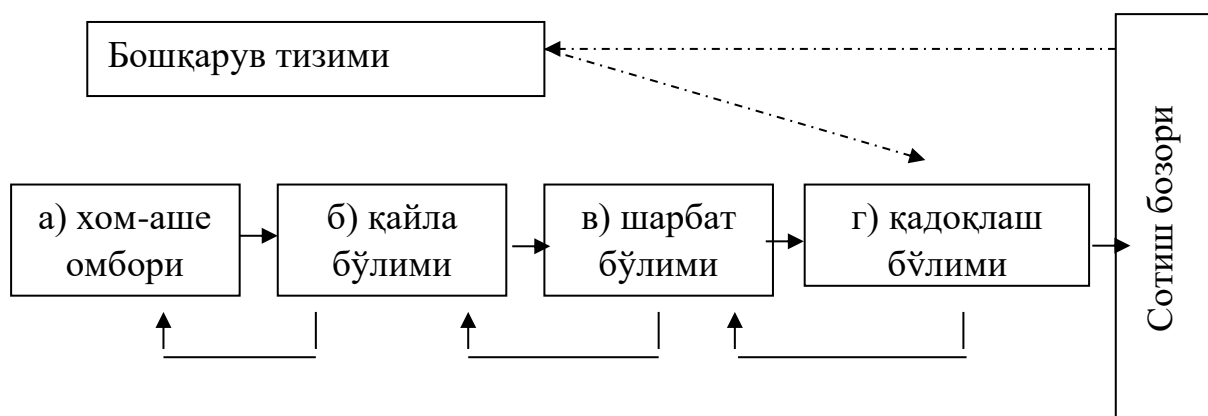 Бошқарув тизими
а) хом-аше
омбори
б) қайла
бўлими
в) шарбат
бўлими
г) қадоқлаш
бўлими
Сотиш бозори